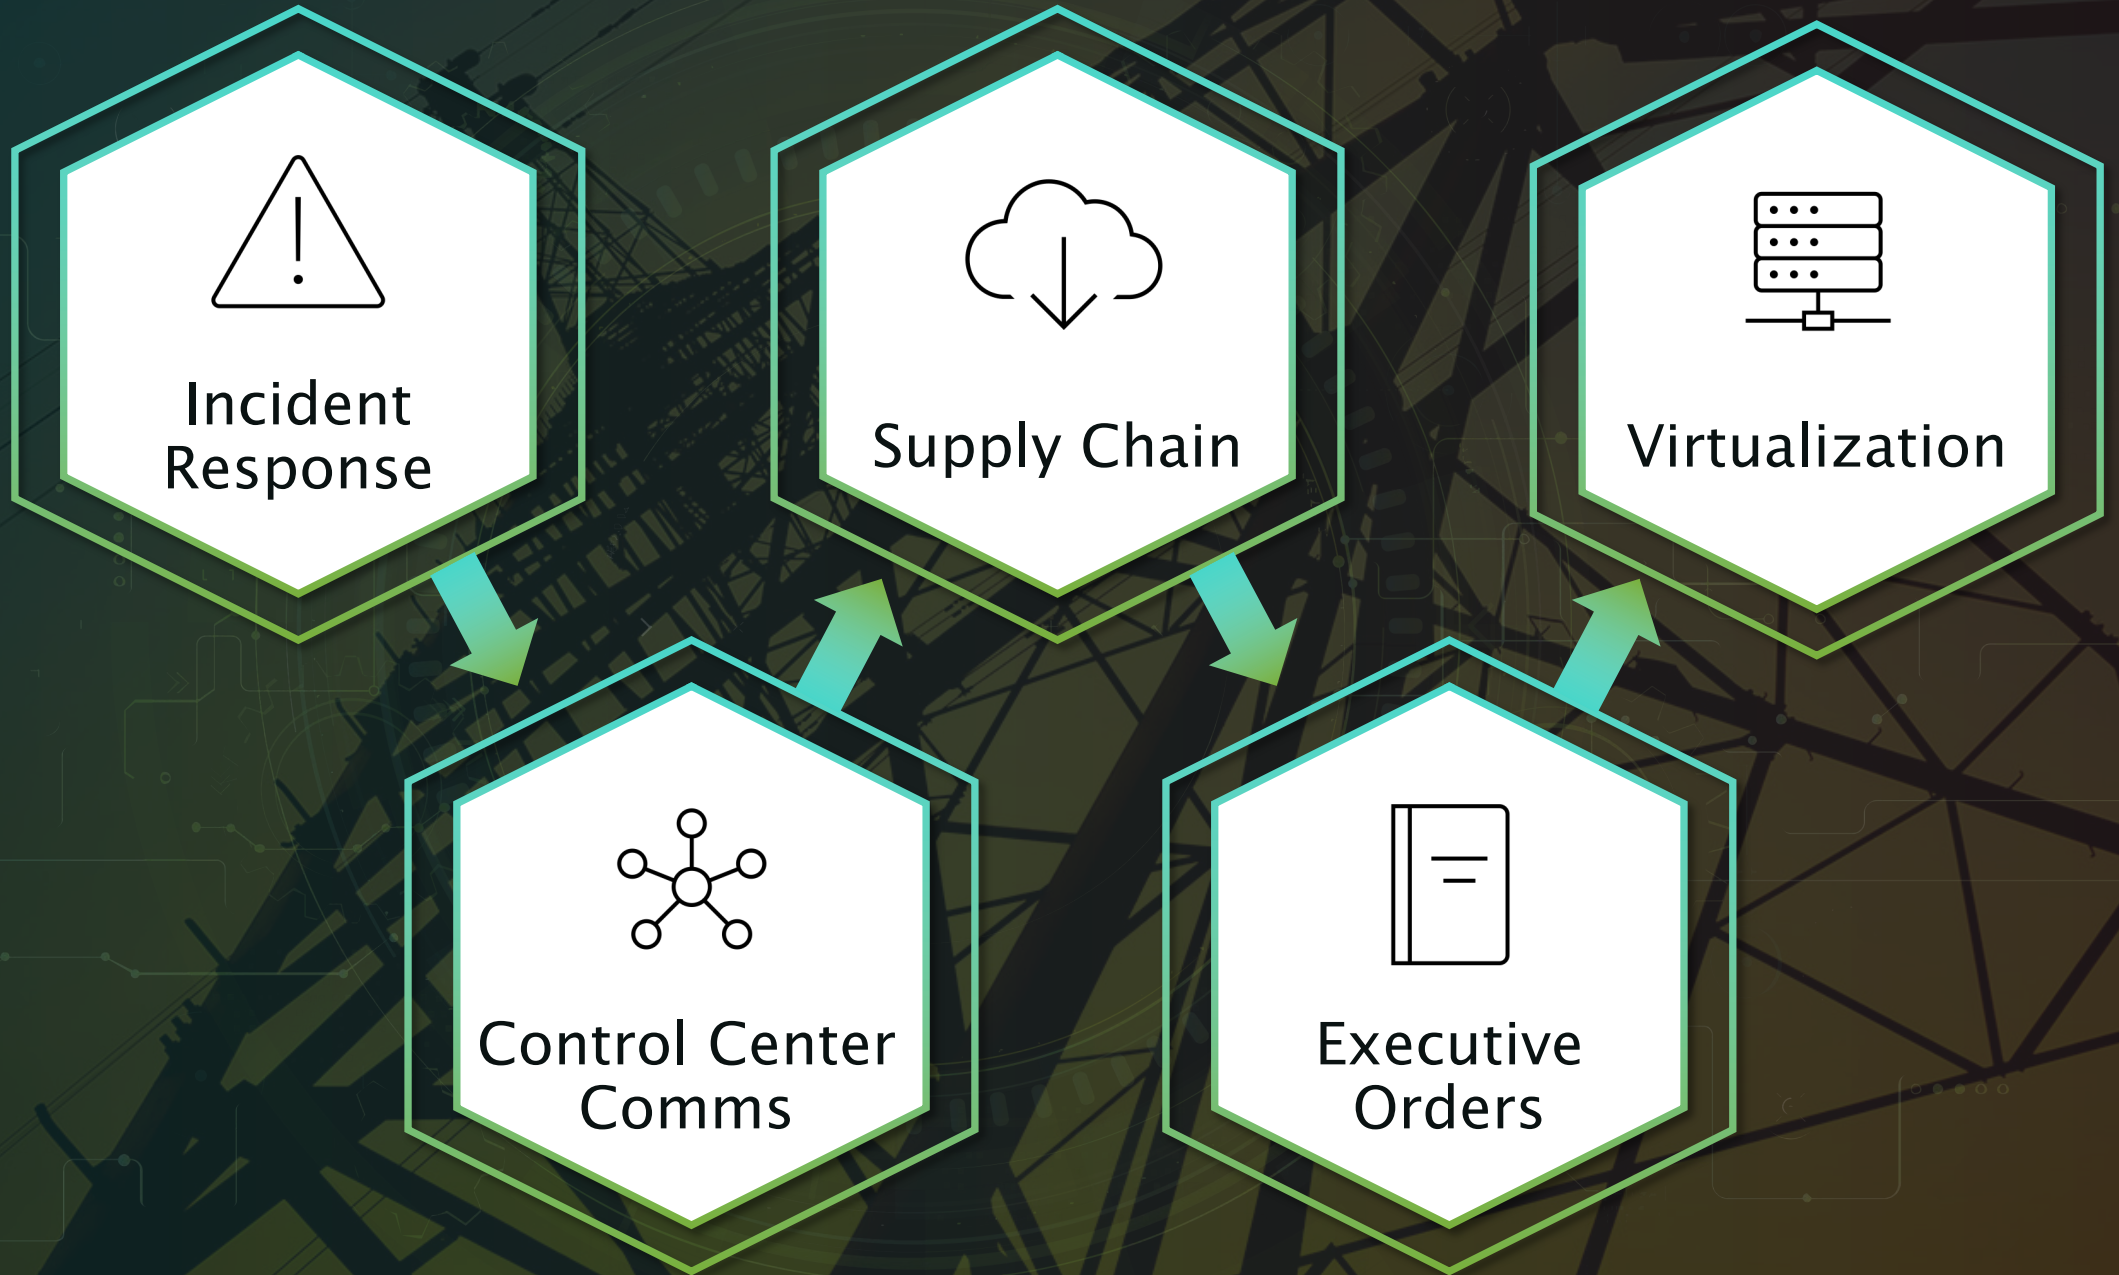 Incident
Response
Control Center
Comms
Supply Chain
Executive
Orders
Virtualization